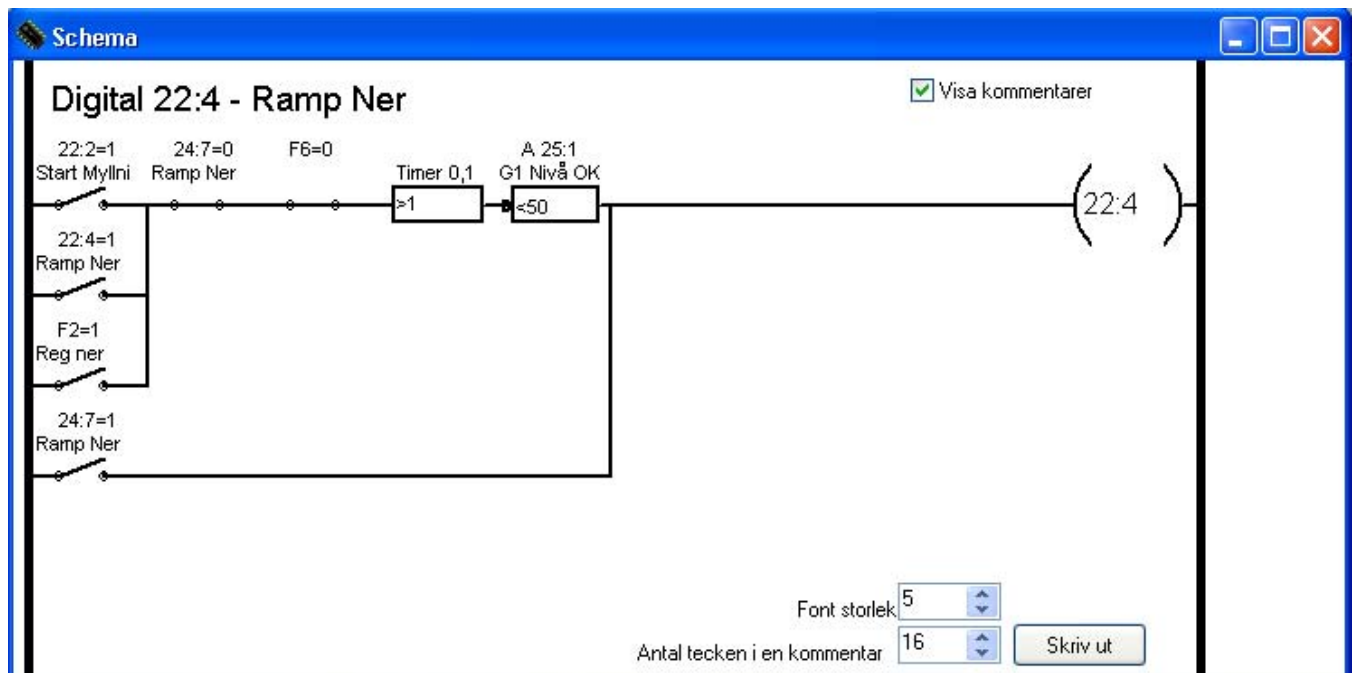 Schema
Digital 22:4 - Ramp Ner
Visa kommentarer
22:2=1 24:7=0 F6=0 A 25:1
Start Myllni Ramp Ner Timer 0,1 G1 Nivå OK
>1 <50 22:4
22:4=1
Ramp Ner
F2=1
Reg ner
24:7=1
Ramp Ner
Font storlek 5
Antal tecken i en kommentar 16 Skriv ut